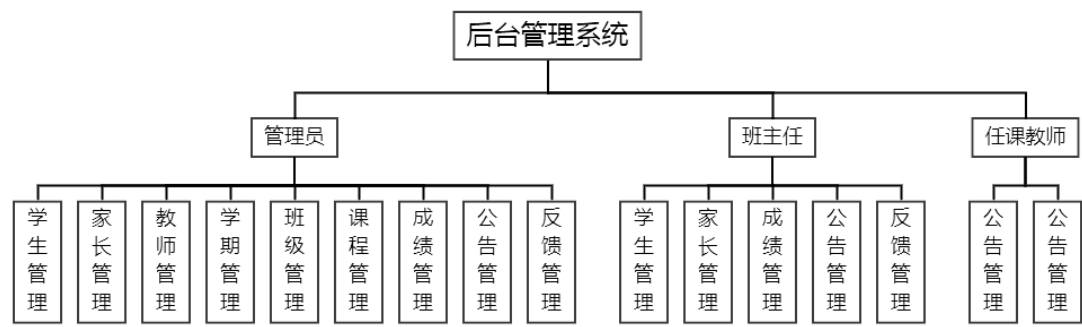 后台管理系统
管理员
班主任
任课教师
学生管理
家长管理
教师管理
学期管理
班级管理
课程管理
成绩管理
公告管理
反馈管理
学生管理
家长管理
成绩管理
公告管理
反馈管理
公告管理
公告管理